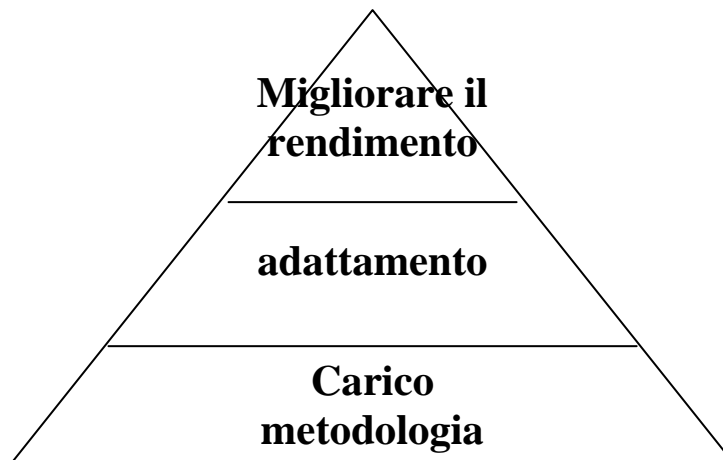 Migliorare il
rendimento
adattamento
Carico
metodologia